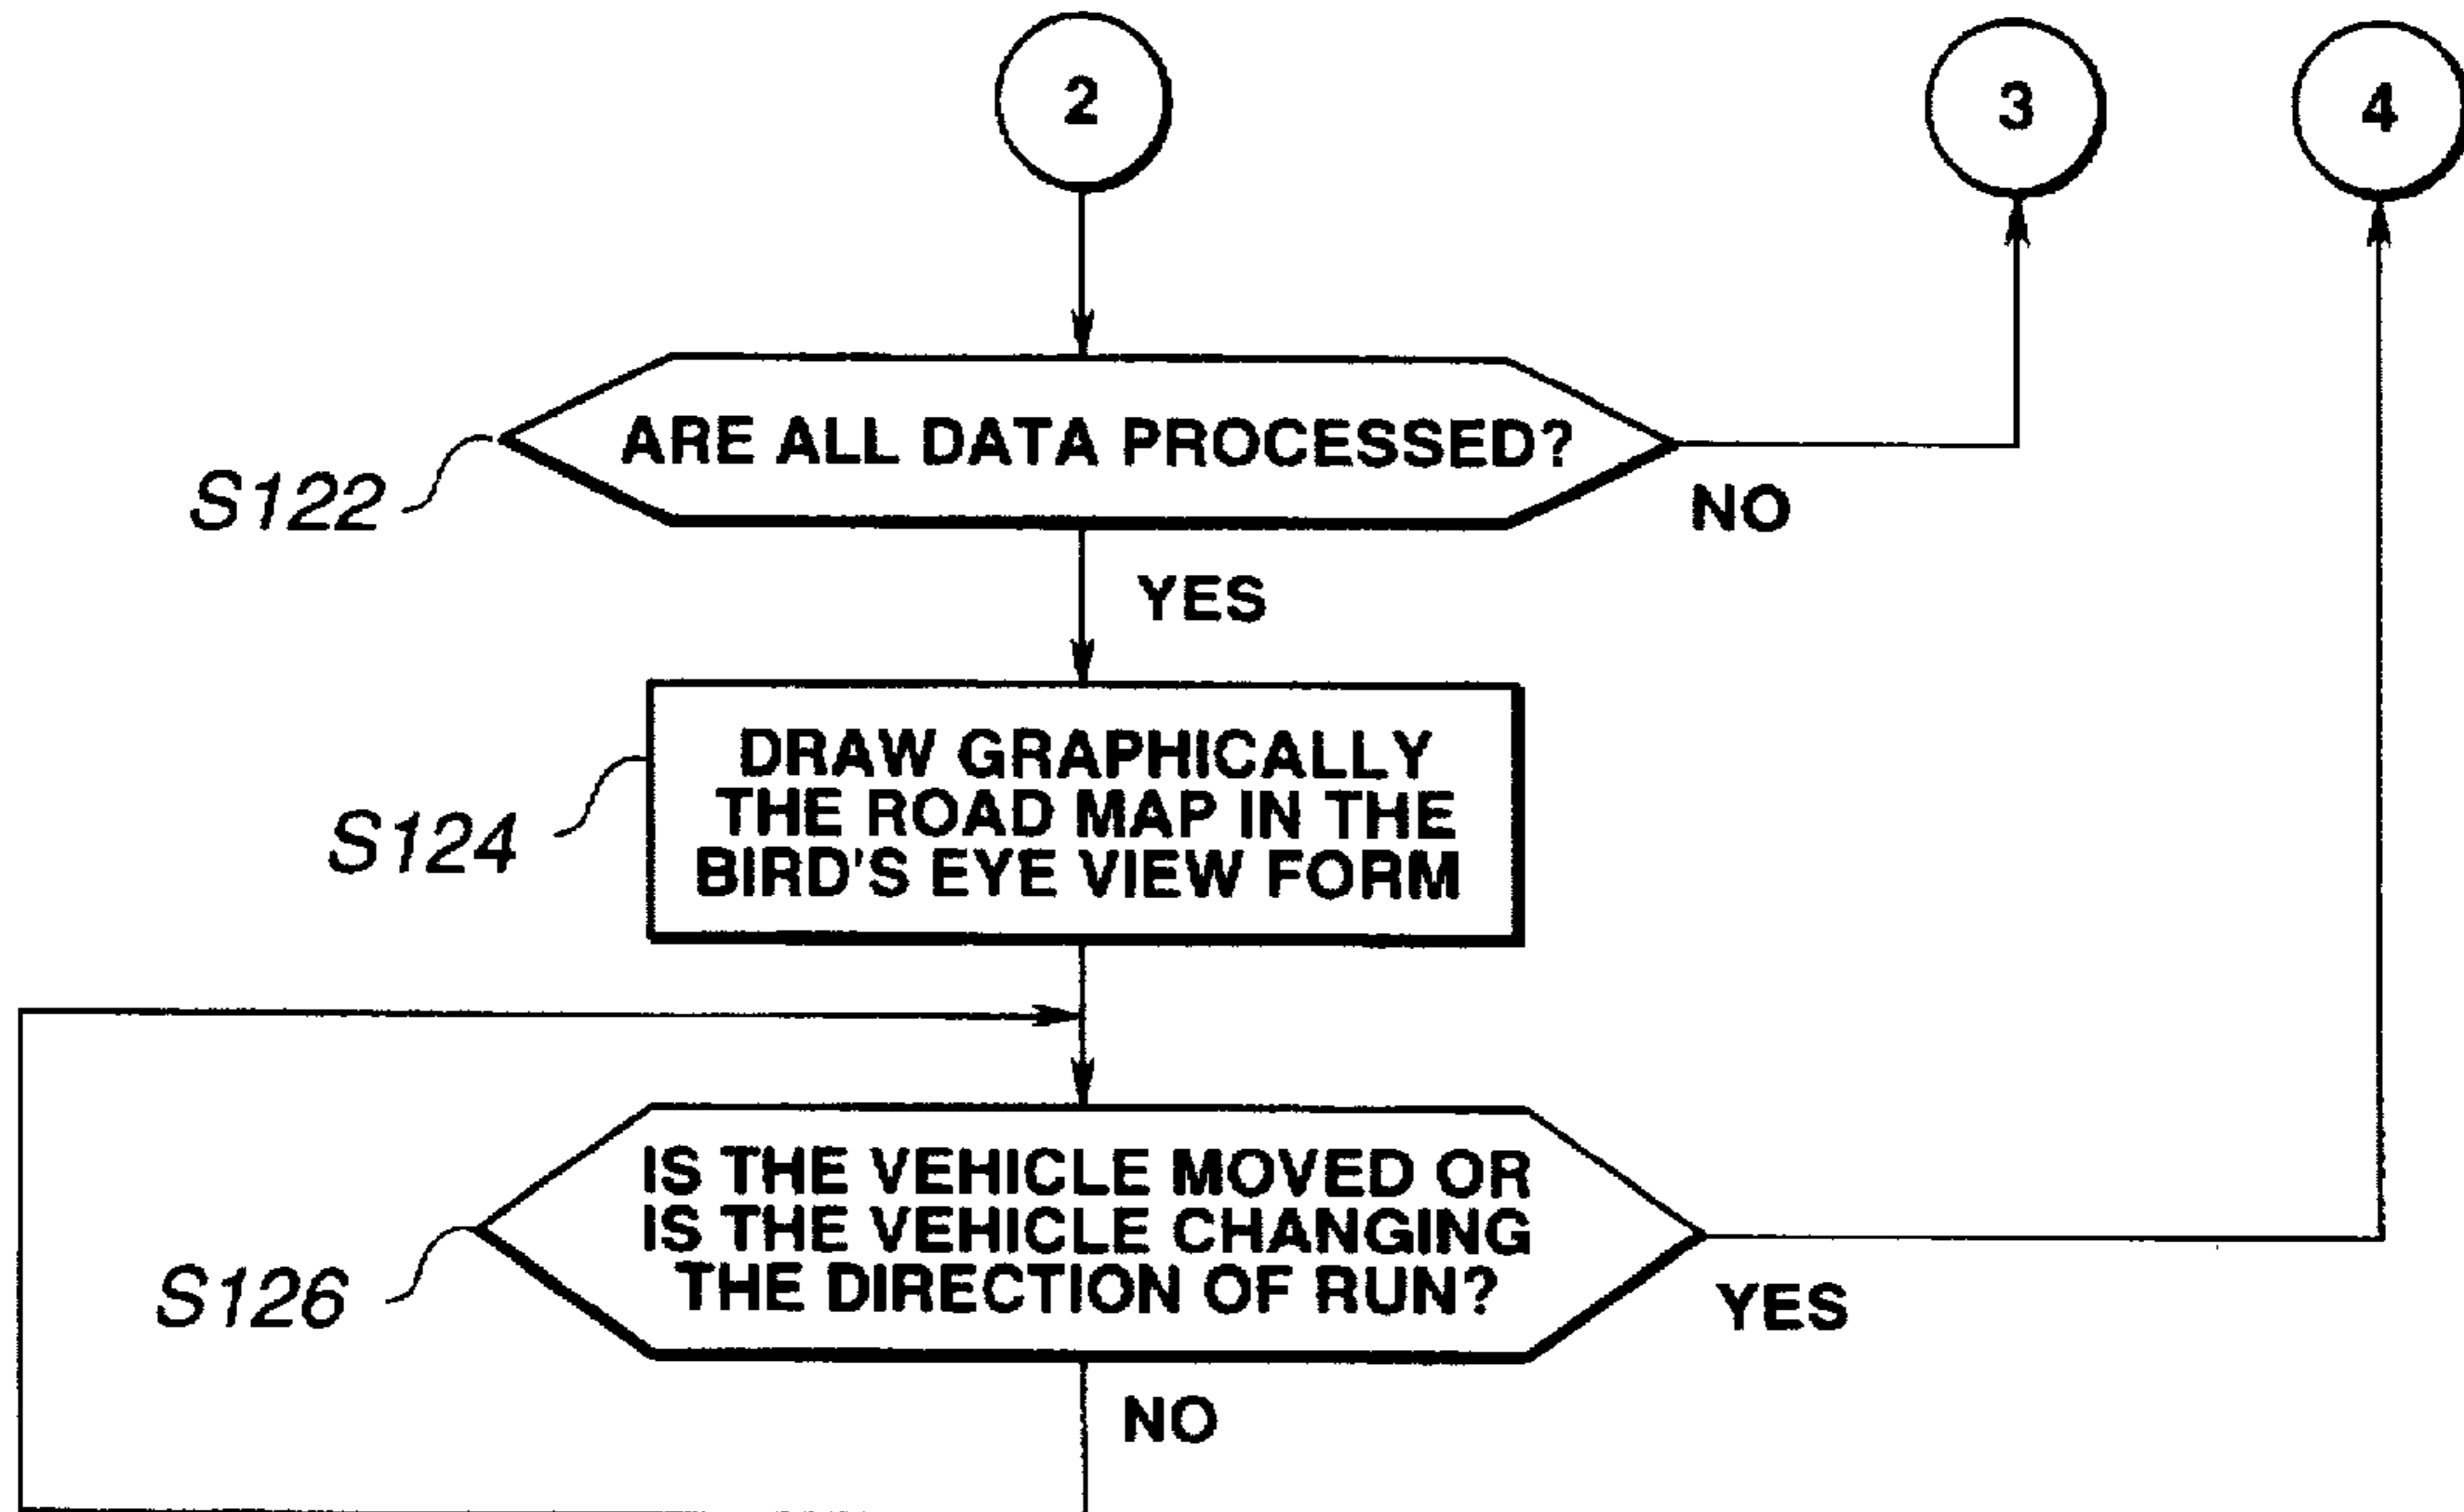 2
3
4
ARE ALL DATA PROCESSED?
S122
NO
YES
DRAW GRAPHICALLY
THE ROAD MAP IN THE
BIRD'S EYE VIEW FORM
S124
IS THE VEHICLE MOVED OR
IS THE VEHICLE CHANGING
THE DIRECTION OF RUN?
S126
YES
NO